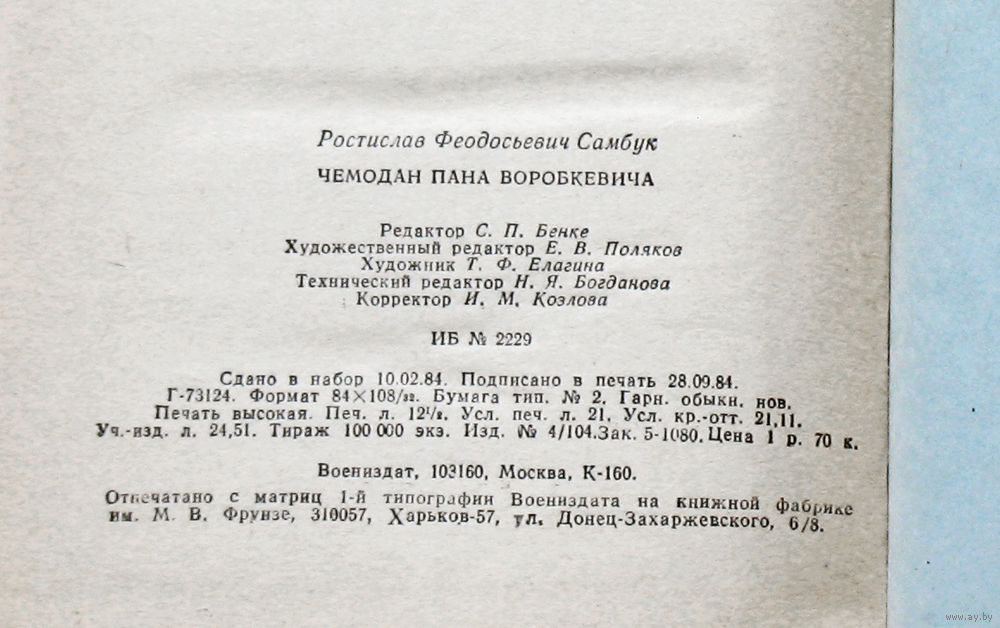 Ростислав Феодосьевич Самбук
ЧЕМОДАН ПАНА ВОРОБКЕВИЧА
Редактор С. П. Бенке
Художественный редактор Е. В. Поляков
Художник Т. Ф. Елагина
Технический редактор Н. Я. Богданова
Корректор И. М. Козлова
ИБ № 2229
Сдано в набор 10.02.84. Подписано в печать 28.09.84.
Г-73124. Формат 84×108/32. Бумага тип. № 2. Гарн. обыкн. нов.
Печать высокая. Печ. л. 12¹/₂. Усл. печ. л. 21. Усл. кр.-отт. 21,11.
Уч.-изд. л. 24,51. Тираж 100 000 экз. Изд. № 4/104.Зак. 5-1080. Цена 1 р. 70 к.
Воениздат, 103160, Москва, К-160.
Отпечатано с матриц 1-й типографии Воениздата на книжной фабрике
им. М. В. Фрунзе, 310057, Харьков-57, ул. Донец-Захаржевского, 6/8.
www.ay.by